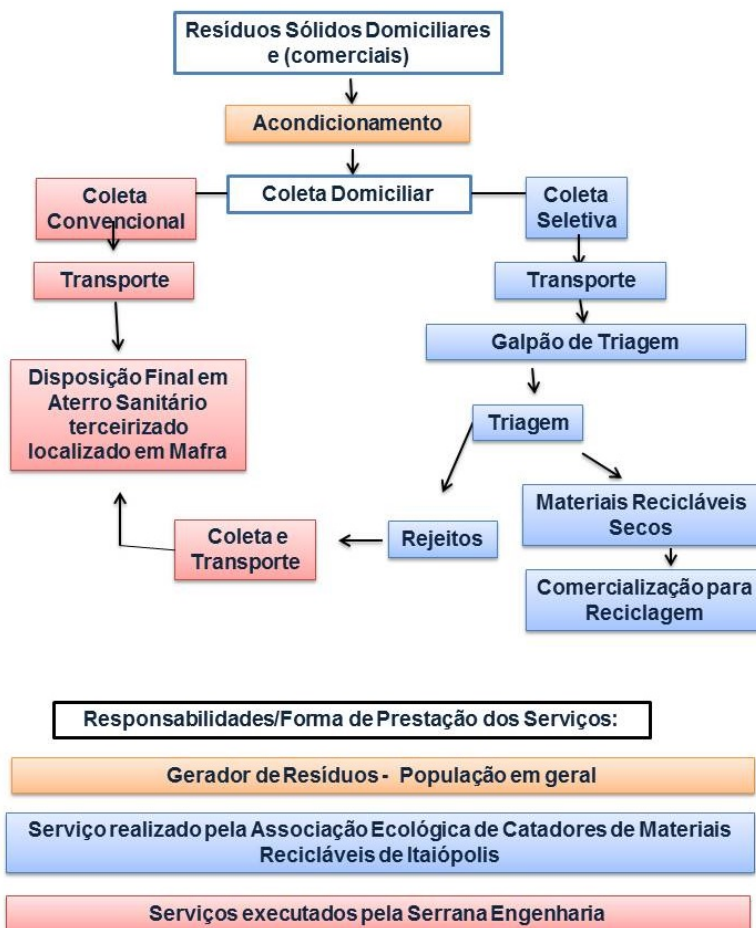 Resíduos Sólidos Domiciliares
e (comerciais)
Acondicionamento
Coleta Domiciliar
Coleta
Convencional
Coleta
Seletiva
Transporte
Transporte
Galpão de Triagem
Disposição Final em
Aterro Sanitário
terceirizado
localizado em Mafra
Triagem
Materiais Recicláveis
Secos
Coleta e
Transporte
Rejeitos
Comercialização para
Reciclagem
Responsabilidades/Forma de Prestação dos Serviços:
Gerador de Resíduos - População em geral
Serviço realizado pela Associação Ecológica de Catadores de Materiais
Recicláveis de Itaiópolis
Serviços executados pela Serrana Engenharia